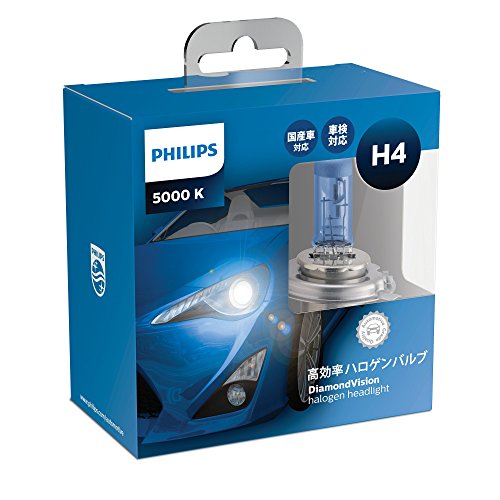 PHILIPS
5000 K
国産車
対応
車検
対応
H4
PHILIPS
高効率ハロゲンバルブ
DiamondVision
halogen headlight